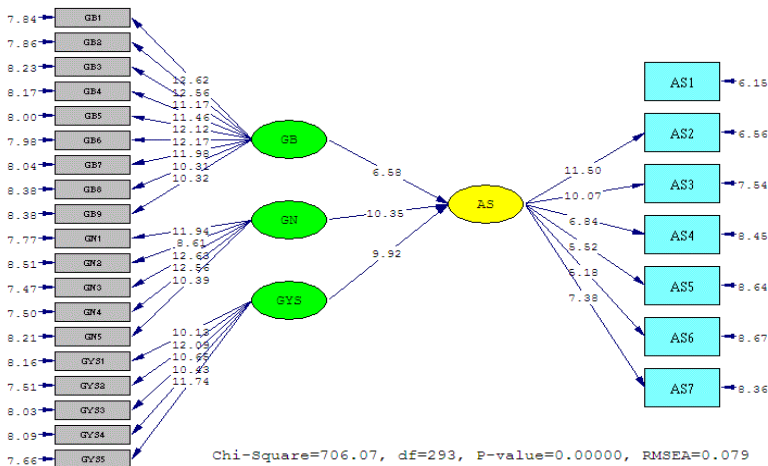 7.84 GB1
7.86 GB2
8.23 GB3
8.17 GB4
8.00 GB5
7.98 GB6
8.04 GB7
8.38 GB8
8.38 GB9
7.77 GN1
8.51 GN2
7.47 GN3
7.50 GN4
8.21 GN5
8.16 GYS1
7.51 GYS2
8.03 GYS3
8.09 GYS4
7.66 GYS5
12.62
12.56
11.17
11.46
12.12
12.17
11.98
10.31
10.32
11.94
8.61
12.63
12.56
10.39
10.13
12.09
10.65
10.43
11.74
GB
GN
GYS
6.58
10.35
9.92
AS
11.50
10.07
6.84
5.52
5.18
7.38
AS1 6.15
AS2 6.56
AS3 7.54
AS4 8.45
AS5 8.64
AS6 8.67
AS7 8.36
Chi-Square=706.07, df=293, P-value=0.00000, RMSEA=0.079